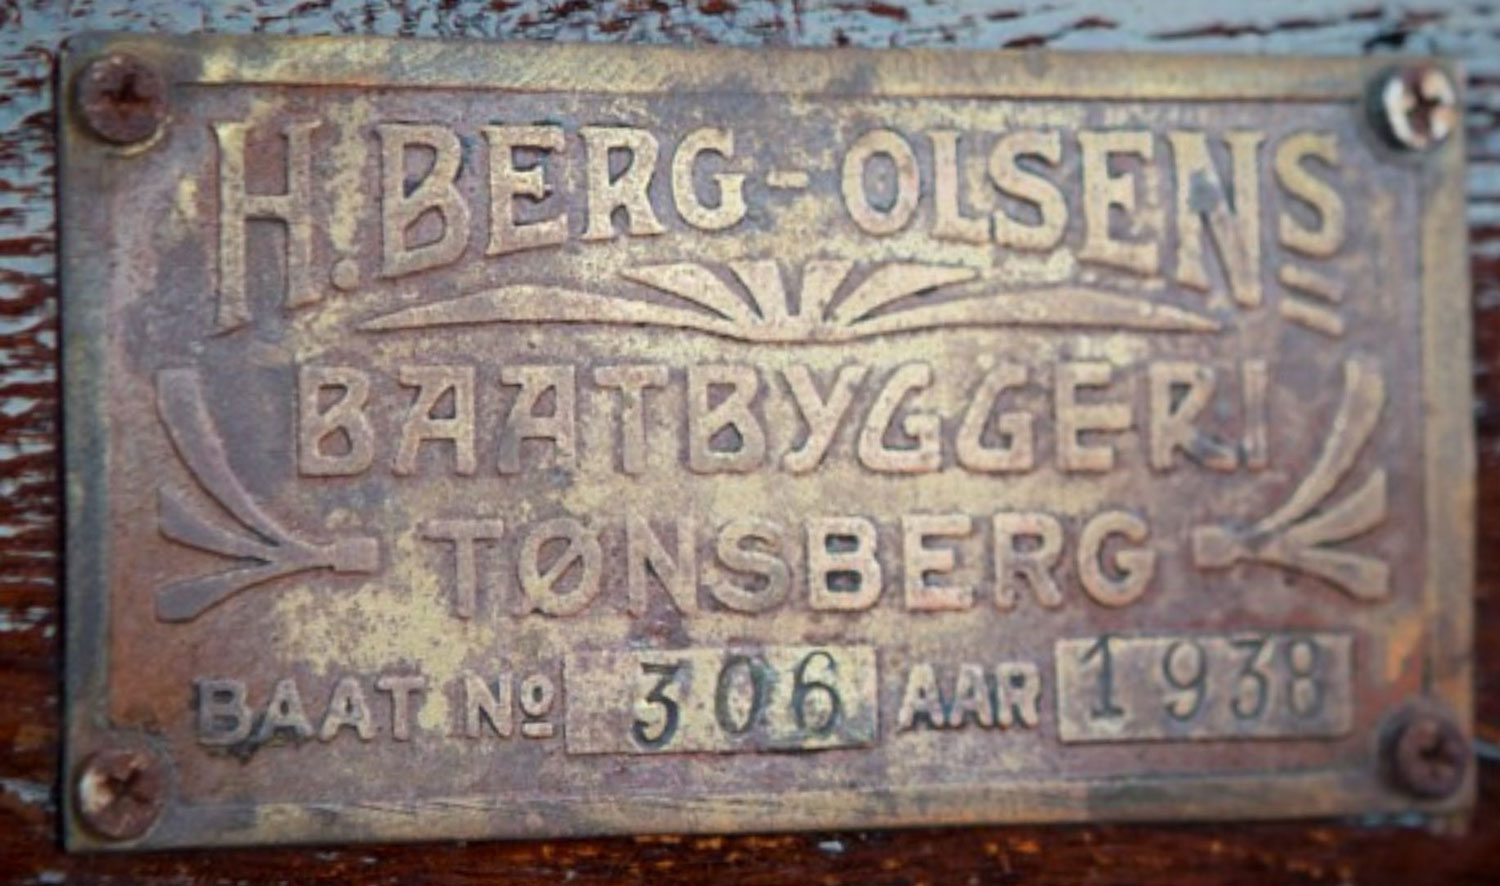 H. BERG-OLSENS
BAATBYGGERI
TØNSBERG
BAAT Nº 306 AAR 1938